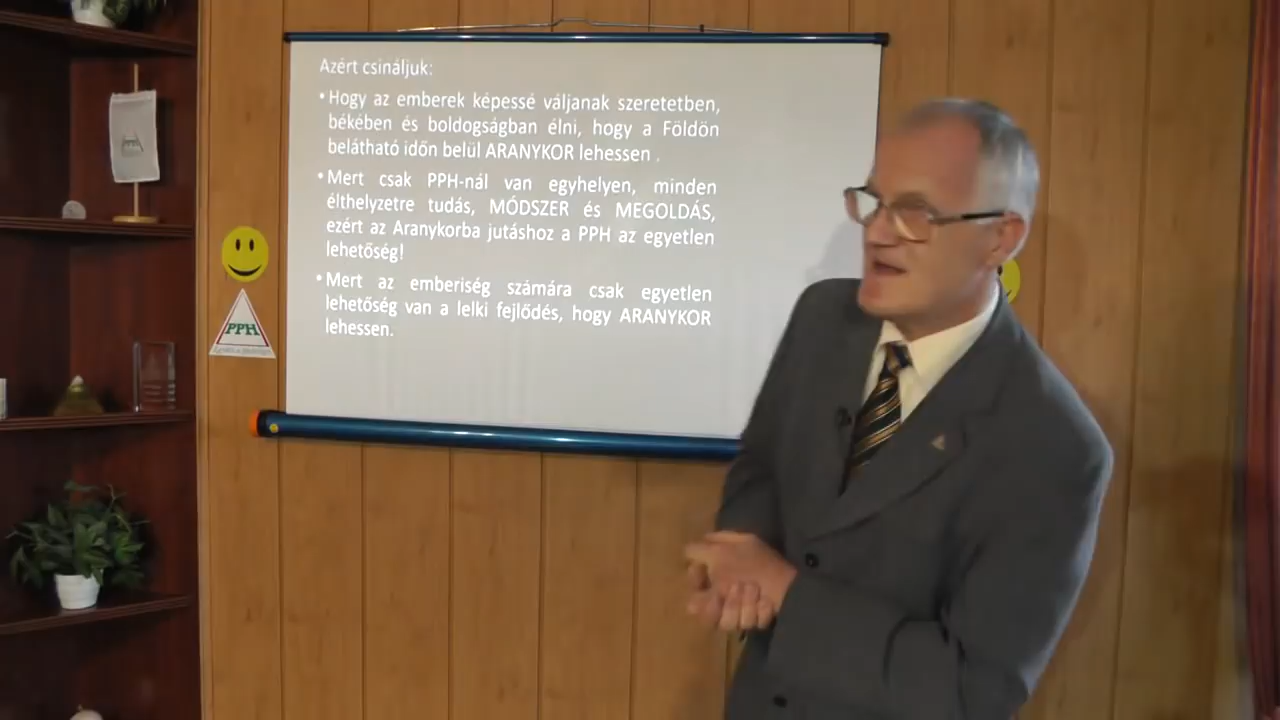 Azért csináljuk:
• Hogy az emberek képessé váljanak szeretetben,
békében és boldogságban élni, hogy a Földön
belátható időn belül ARANYKOR lehessen .
• Mert csak PPH-nál van egyhelyen, minden
élthelyzetre tudás, MÓDSZER és MEGOLDÁS,
ezért az Aranykorba jutáshoz a PPH az egyetlen
lehetőség!
• Mert az emberiség számára csak egyetlen
lehetőség van a lelki fejlődés, hogy ARANYKOR
lehessen.
PPH